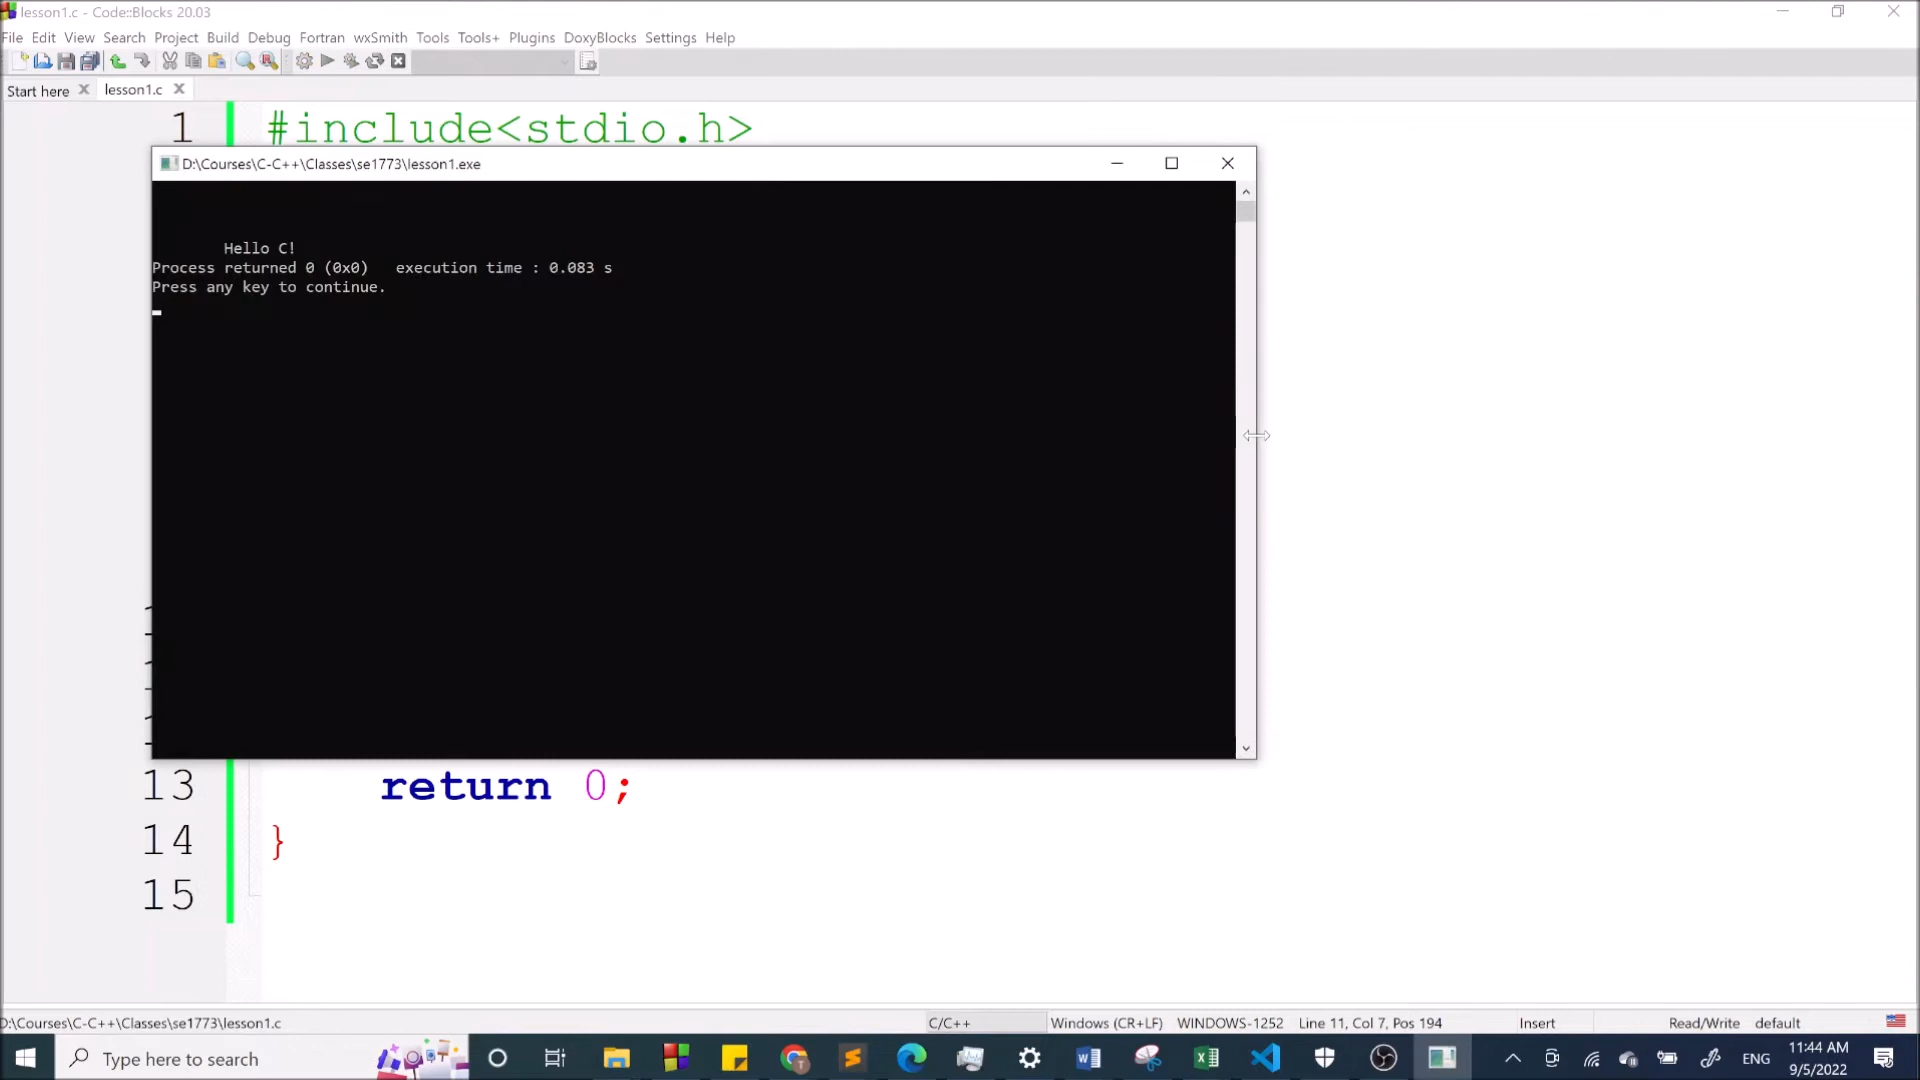 lesson1.c - Code::Blocks 20.03
File Edit View Search Project Build Debug Fortran wxSmith Tools Tools+ Plugins DoxyBlocks Settings Help
Start here lesson1.c
1 #include<stdio.h>
D:\Courses\C-C++\Classes\se1773\lesson1.exe
Hello C!
Process returned 0 (0x0)   execution time : 0.083 s
Press any key to continue.
13 return 0;
14 }
15
D:\Courses\C-C++\Classes\se1773\lesson1.c C/C++ Windows (CR+LF) WINDOWS-1252 Line 11, Col 7, Pos 194 Insert Read/Write default
Type here to search ENG 11:44 AM
9/5/2022